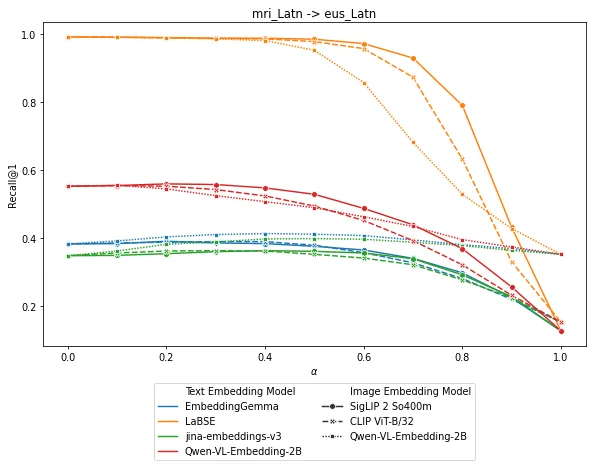 mri_Latn -> eus_Latn
Recall@1
1.0
0.8
0.6
0.4
0.2
0.0 0.2 0.4 0.6 0.8 1.0
α
Text Embedding Model Image Embedding Model
EmbeddingGemma SigLIP 2 So400m
LaBSE CLIP ViT-B/32
jina-embeddings-v3 Qwen-VL-Embedding-2B
Qwen-VL-Embedding-2B